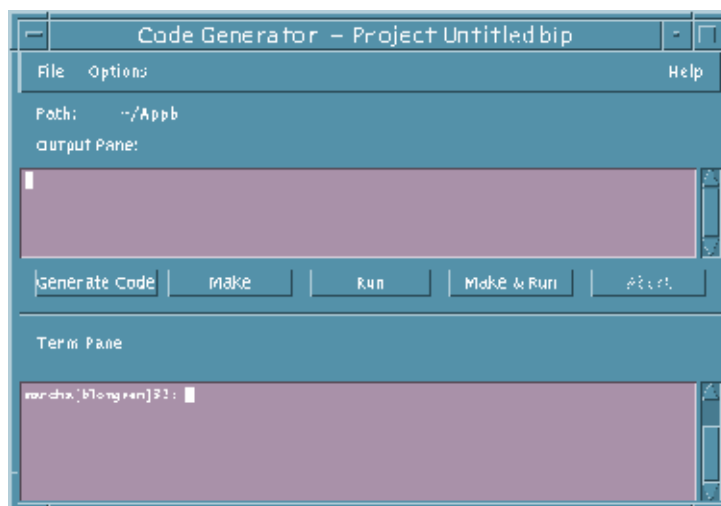 Code Generator – Project Untitledbip
File Options Help
Path: ~/Appb
Output Pane:
Generate Code Make Run Make & Run Abort
Term Pane